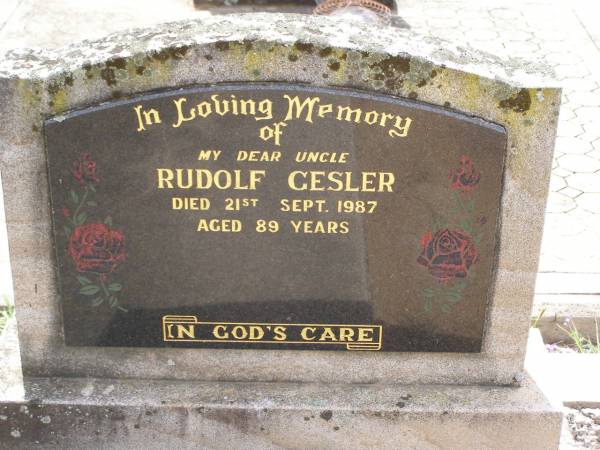 In Loving Memory
of
MY DEAR UNCLE
RUDOLF GESLER
DIED 21ST SEPT. 1987
AGED 89 YEARS
IN GOD'S CARE